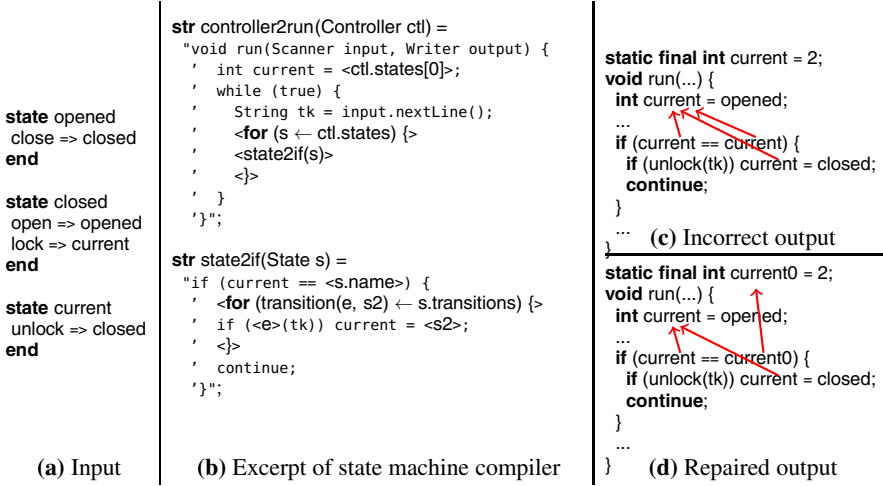 state opened
close => closed
end
state closed
open => opened
lock => current
end
state current
unlock => closed
end
(a) Input
str controller2run(Controller ctl) =
"void run(Scanner input, Writer output) {
'   int current = <ctl.states[0]>;
'   while (true) {
'     String tk = input.nextLine();
'     <for (s ← ctl.states) {>
'     <state2if(s)>
'     <}>
'   }
'}";
str state2if(State s) =
"if (current == <s.name>) {
'   <for (transition(e, s2) ← s.transitions) {>
'   if (<e>(tk)) current = <s2>;
'   <}>
'   continue;
'}";
(b) Excerpt of state machine compiler
static final int current = 2;
void run(...) {
int current = opened;
...
if (current == current) {
if (unlock(tk)) current = closed;
continue;
}
...
}
(c) Incorrect output
static final int current0 = 2;
void run(...) {
int current = opened;
...
if (current == current0) {
if (unlock(tk)) current = closed;
continue;
}
...
}
(d) Repaired output